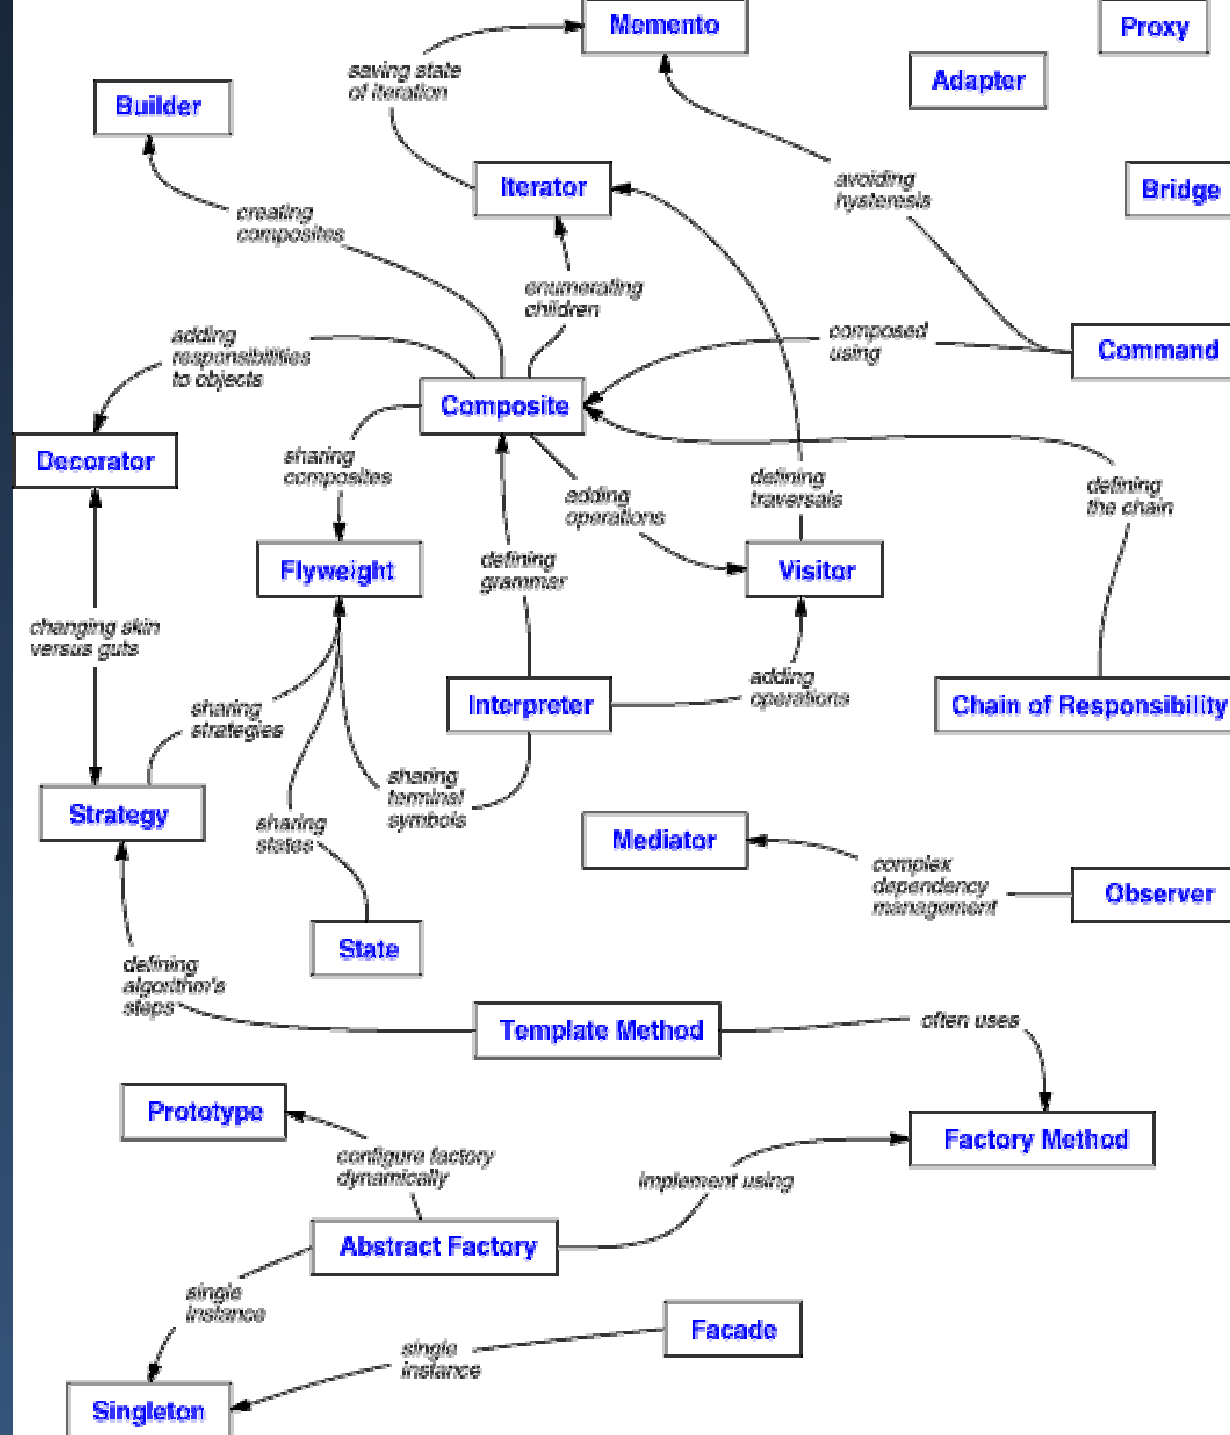 Memento
Proxy
Adapter
saving state
of iteration
Builder
Iterator
avoiding
hysteresis
Bridge
creating
composites
enumerating
children
adding
responsibilities
to objects
composed
using
Command
Composite
Decorator
sharing
composites
adding
operations
defining
traversals
defining
the chain
Flyweight
defining
grammar
Visitor
changing skin
versus guts
sharing
strategies
Interpreter
adding
operations
Chain of Responsibility
sharing
terminal
symbols
Strategy
sharing
states
Mediator
complex
dependency
management
Observer
State
defining
algorithm's
steps
Template Method
often uses
Prototype
Factory Method
configure factory
dynamically
implement using
Abstract Factory
single
instance
Facade
single
instance
Singleton